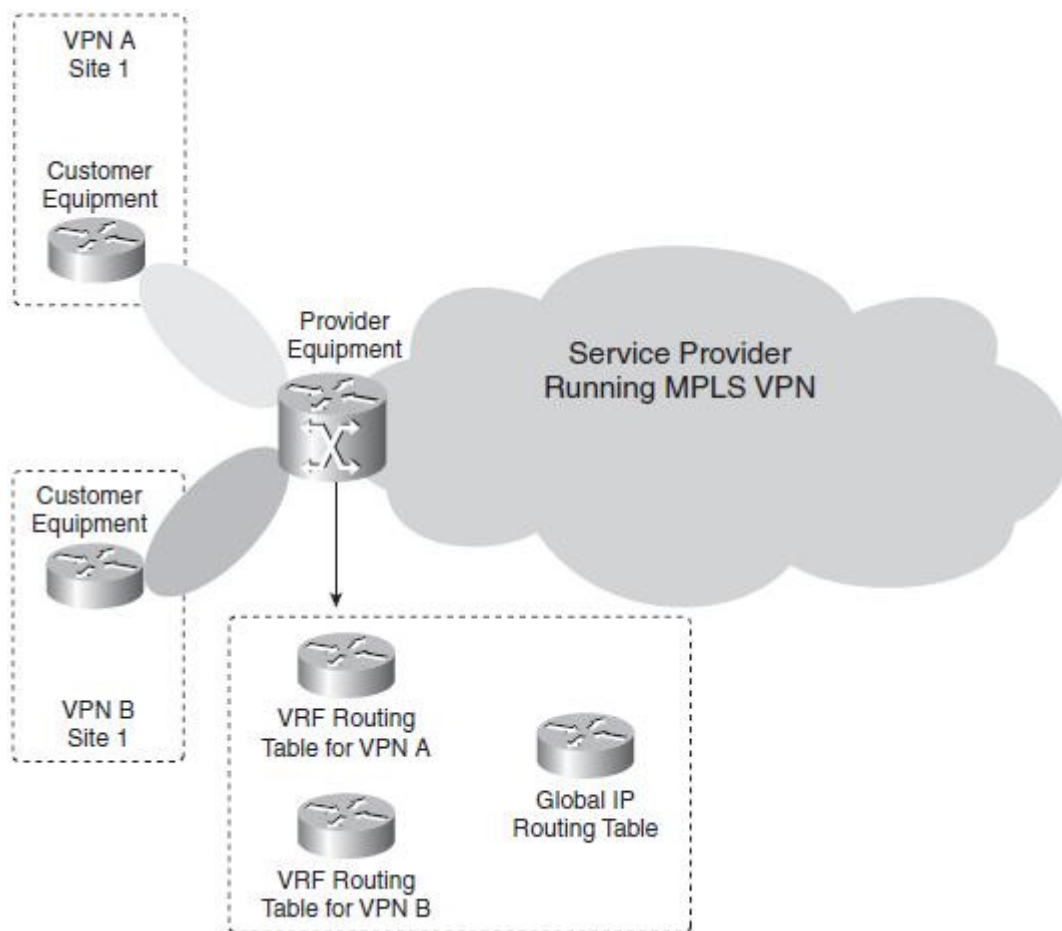 VPN A
Site 1
Customer
Equipment
Provider
Equipment
Service Provider
Running MPLS VPN
Customer
Equipment
VPN B
Site 1
VRF Routing
Table for VPN A
Global IP
Routing Table
VRF Routing
Table for VPN B